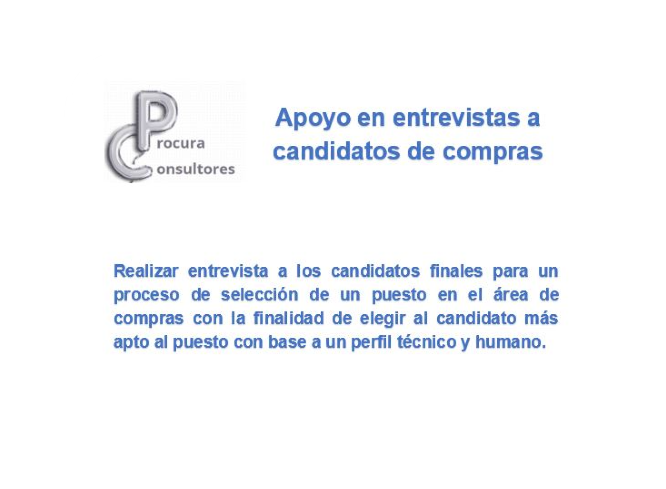 Procura
Consultores
Apoyo en entrevistas a
candidatos de compras
Realizar entrevista a los candidatos finales para un
proceso de selección de un puesto en el área de
compras con la finalidad de elegir al candidato más
apto al puesto con base a un perfil técnico y humano.